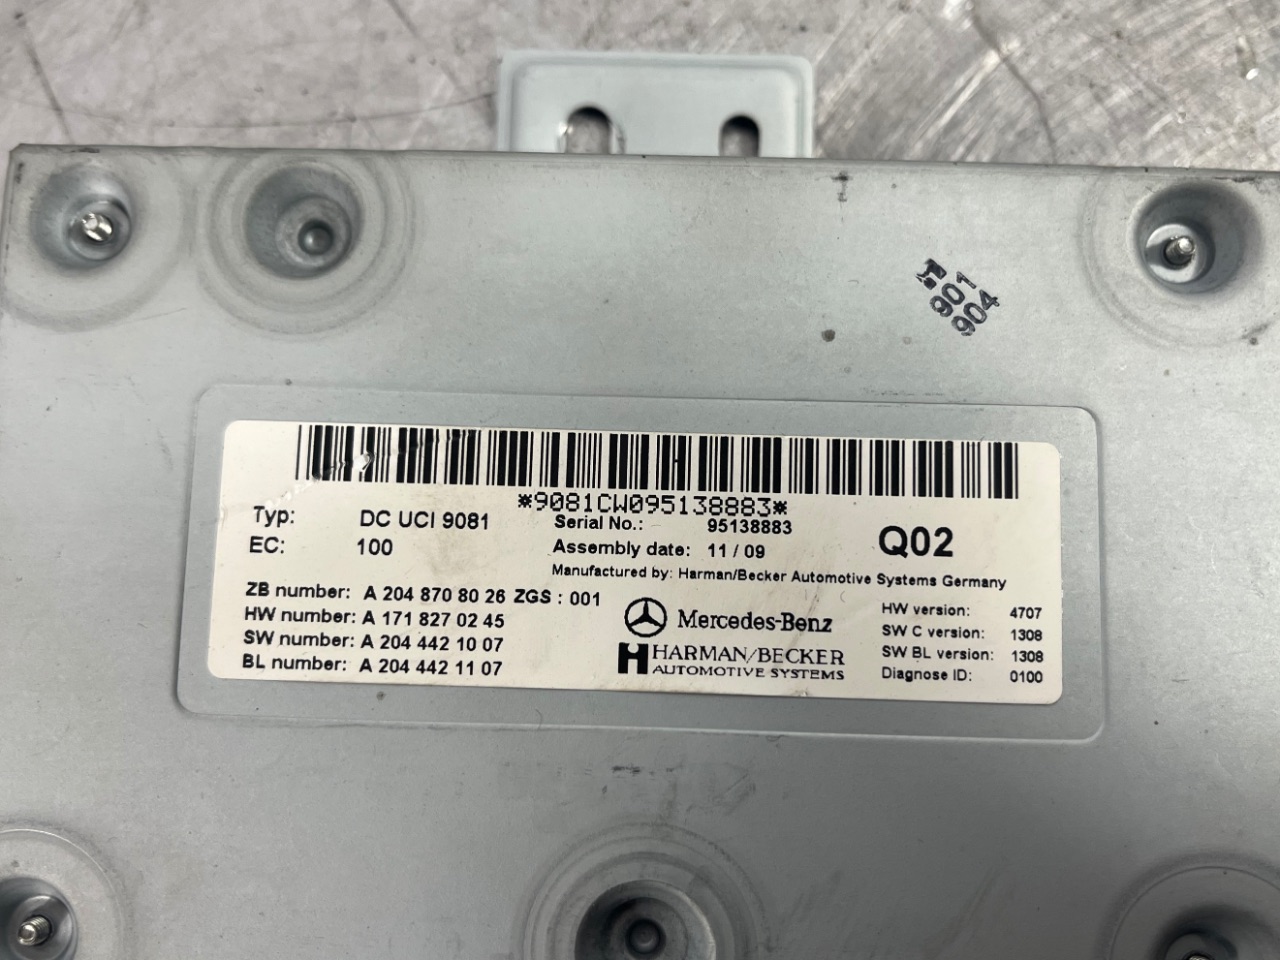 901
904
*9081CW095138883*
Typ: DC UCI 9081 Serial No.: 95138883 Q02
EC: 100 Assembly date: 11 / 09
Manufactured by: Harman/Becker Automotive Systems Germany
ZB number: A 204 870 80 26 ZGS : 001
HW number: A 171 827 02 45
SW number: A 204 442 10 07
BL number: A 204 442 11 07
Mercedes-Benz
HARMAN/BECKER
AUTOMOTIVE SYSTEMS
HW version: 4707
SW C version: 1308
SW BL version: 1308
Diagnose ID: 0100